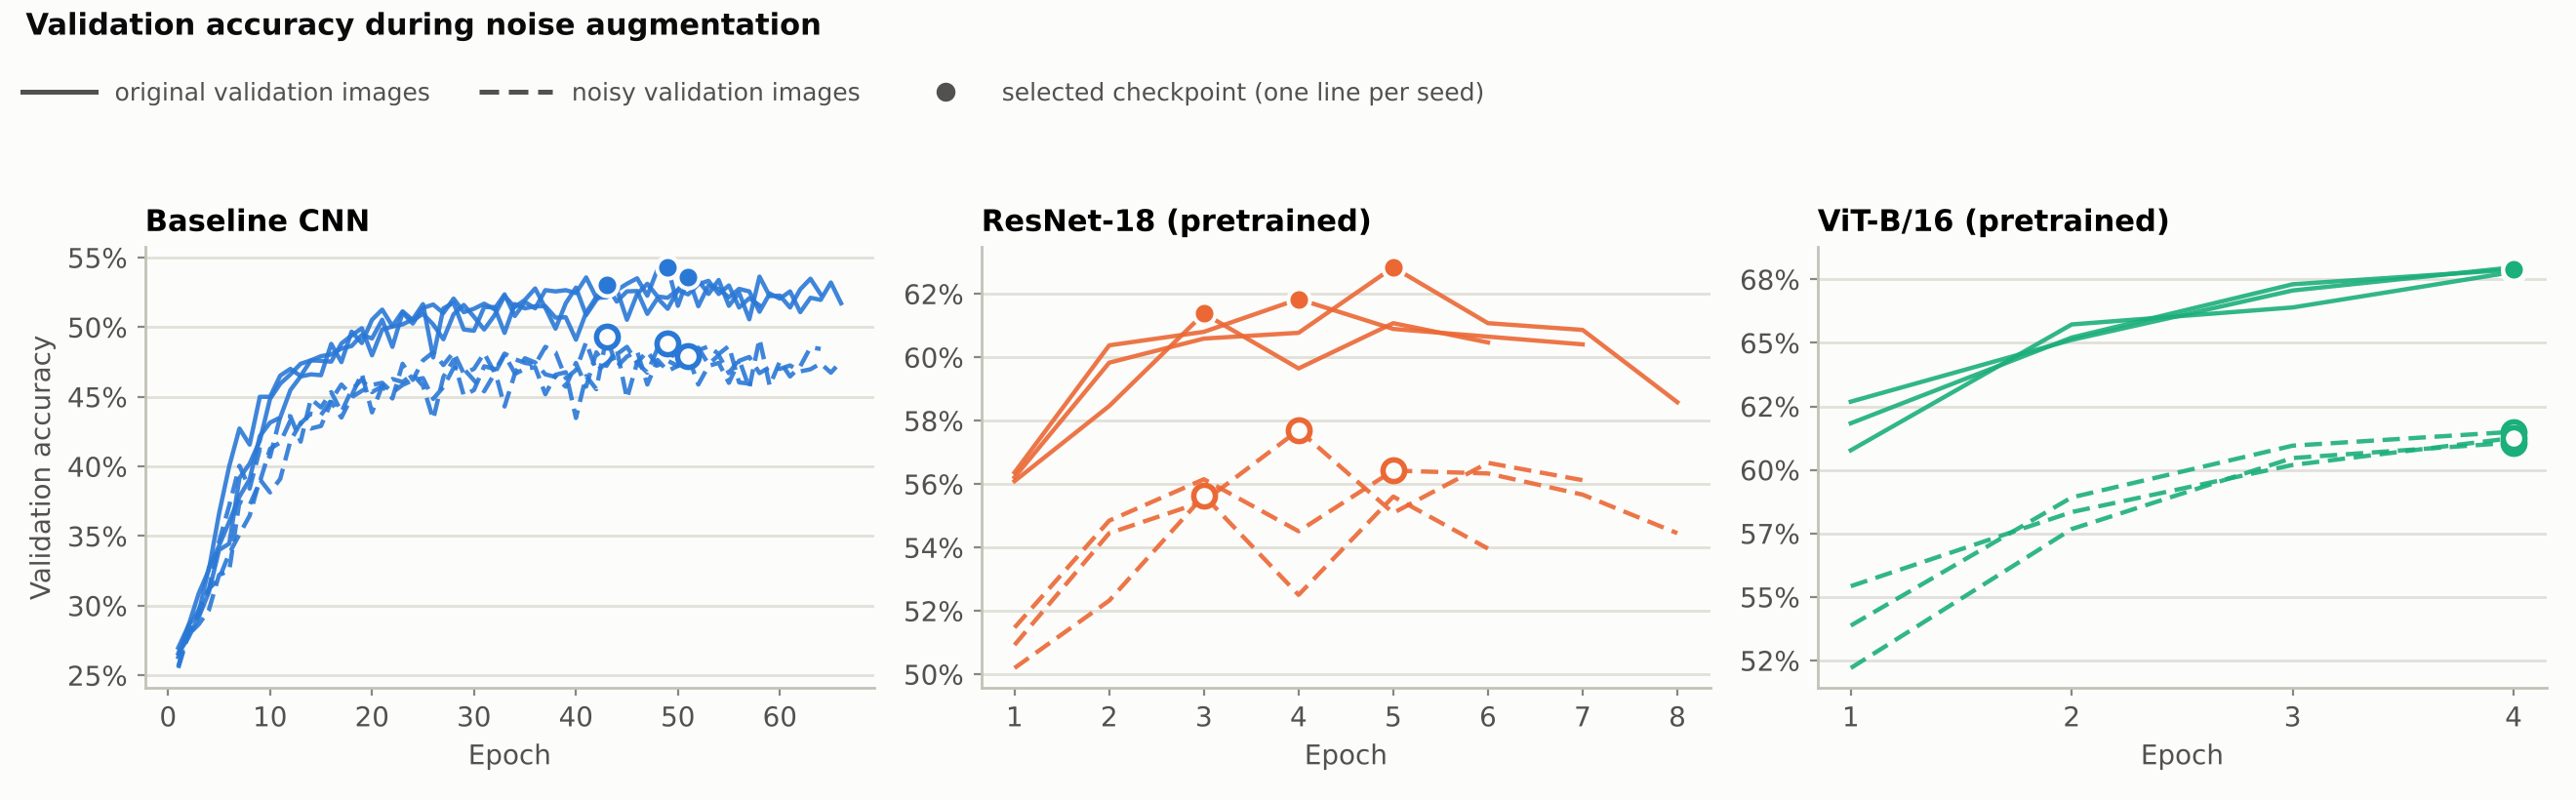 Validation accuracy during noise augmentation
original validation images noisy validation images selected checkpoint (one line per seed)
Baseline CNN
Validation accuracy
55%
50%
45%
40%
35%
30%
25%
0 10 20 30 40 50 60
Epoch
ResNet-18 (pretrained)
62%
60%
58%
56%
54%
52%
50%
1 2 3 4 5 6 7 8
Epoch
ViT-B/16 (pretrained)
68%
65%
62%
60%
57%
55%
52%
1 2 3 4
Epoch